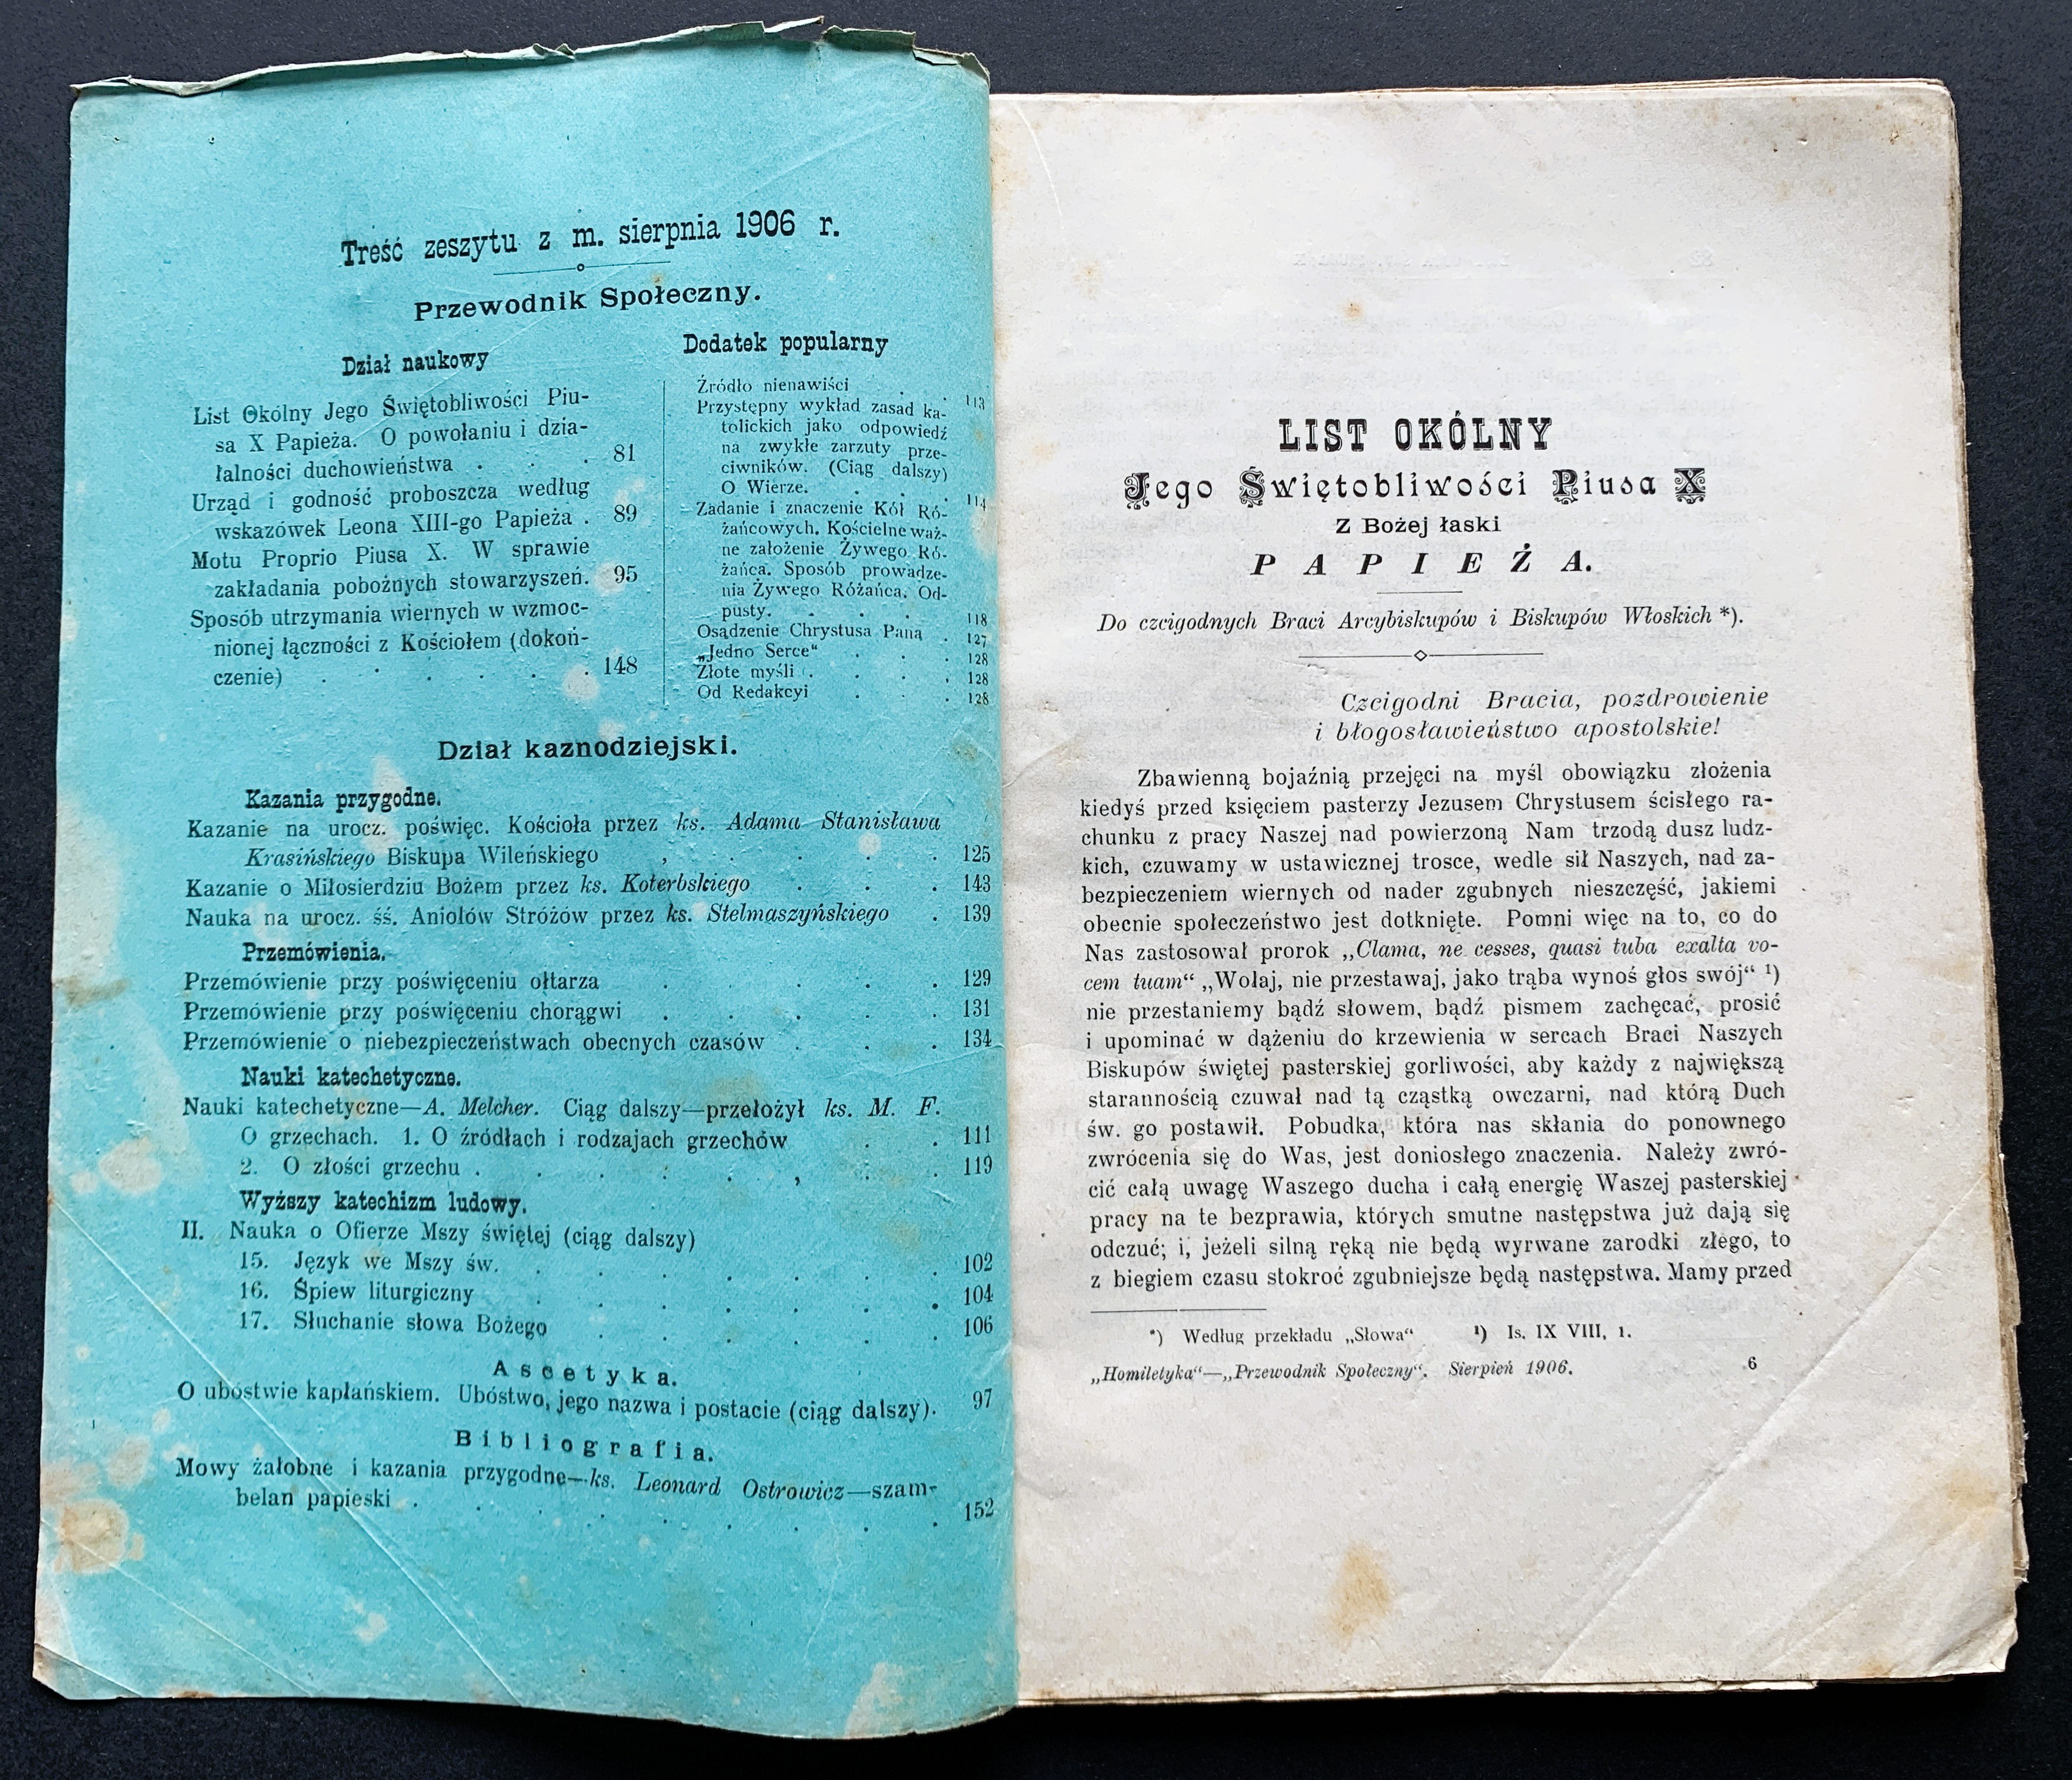 Treść zeszytu z m. sierpnia 1906 r.
Przewodnik Społeczny.
Dział naukowy
List Okólny Jego Świętobliwości Piu-
sa X Papieża. O powołaniu i dzia-
łalności duchowieństwa . . . 81
Urząd i godność proboszcza według
wskazówek Leona XIII-go Papieża . 89
Motu Proprio Piusa X. W sprawie
zakładania pobożnych stowarzyszeń. 95
Sposób utrzymania wiernych w wzmoc-
nionej łączności z Kościołem (dokoń-
czenie) . . . . . 148
Dodatek popularny
Źródło nienawiści . . 113
Przystępny wykład zasad ka-
tolickich jako odpowiedź
na zwykłe zarzuty prze-
ciwników. (Ciąg dalszy)
O Wierze. . . . 114
Zadanie i znaczenie Kół Ró-
żańcowych. Kościelne waż-
ne założenie Żywego Ró-
żańca. Sposób prowadze-
nia Żywego Różańca. Od-
pusty. . . . . 118
Osądzenie Chrystusa Pana . 127
„Jedno Serce“ . . . 128
Złote myśli . . . . 128
Od Redakcyi . . 128
Dział kaznodziejski.
Kazania przygodne.
Kazanie na urocz. poświęc. Kościoła przez ks. Adama Stanisława
Krasińskiego Biskupa Wileńskiego , . . . . 125
Kazanie o Miłosierdziu Bożem przez ks. Koterbskiego . . . 143
Nauka na urocz. śś. Aniołów Stróżów przez ks. Stelmaszyńskiego . 139
Przemówienia.
Przemówienie przy poświęceniu ołtarza . . . . . 129
Przemówienie przy poświęceniu chorągwi . . . . . 131
Przemówienie o niebezpieczeństwach obecnych czasów . . . 134
Nauki katechetyczne.
Nauki katechetyczne—A. Melcher. Ciąg dalszy—przełożył ks. M. F.
O grzechach. 1. O źródłach i rodzajach grzechów . . 111
2. O złości grzechu . . . . . , . . 119
Wyższy katechizm ludowy.
II. Nauka o Ofierze Mszy świętej (ciąg dalszy)
15. Język we Mszy św. . . . . . . 102
16. Śpiew liturgiczny . . . . . . 104
17. Słuchanie słowa Bożego . . . . . 106
Ascetyka.
O ubóstwie kapłańskiem. Ubóstwo, jego nazwa i postacie (ciąg dalszy). 97
Bibliografia.
Mowy żałobne i kazania przygodne—ks. Leonard Ostrowicz—szam-
belan papieski . . . . . . . . 152
LIST OKÓLNY
Jego Świętobliwości Piusa X
Z Bożej łaski
PAPIEŻA.
Do czcigodnych Braci Arcybiskupów i Biskupów Włoskich *).
Czcigodni Bracia, pozdrowienie
i błogosławieństwo apostolskie!
Zbawienną bojaźnią przejęci na myśl obowiązku złożenia
kiedyś przed księciem pasterzy Jezusem Chrystusem ścisłego ra-
chunku z pracy Naszej nad powierzoną Nam trzodą dusz ludz-
kich, czuwamy w ustawicznej trosce, wedle sił Naszych, nad za-
bezpieczeniem wiernych od nader zgubnych nieszczęść, jakiemi
obecnie społeczeństwo jest dotknięte. Pomni więc na to, co do
Nas zastosował prorok „Clama, ne cesses, quasi tuba exalta vo-
cem tuam“ „Wołaj, nie przestawaj, jako trąba wynoś głos swój“ ¹)
nie przestaniemy bądź słowem, bądź pismem zachęcać, prosić
i upominać w dążeniu do krzewienia w sercach Braci Naszych
Biskupów świętej pasterskiej gorliwości, aby każdy z największą
starannością czuwał nad tą cząstką owczarni, nad którą Duch
św. go postawił. Pobudka, która nas skłania do ponownego
zwrócenia się do Was, jest doniosłego znaczenia. Należy zwró-
cić całą uwagę Waszego ducha i całą energię Waszej pasterskiej
pracy na te bezprawia, których smutne następstwa już dają się
odczuć; i, jeżeli silną ręką nie będą wyrwane zarodki złego, to
z biegiem czasu stokroć zgubniejsze będą następstwa. Mamy przed
*) Według przekładu „Słowa“ ¹) Is. IX VIII, 1.
„Homiletyka“—„Przewodnik Społeczny“. Sierpień 1906. 6